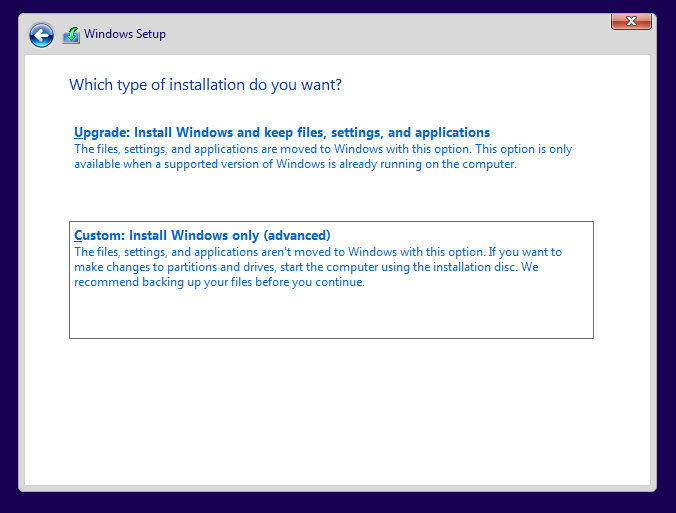 Windows Setup
Which type of installation do you want?
Upgrade: Install Windows and keep files, settings, and applications
The files, settings, and applications are moved to Windows with this option. This option is only
available when a supported version of Windows is already running on the computer.
Custom: Install Windows only (advanced)
The files, settings, and applications aren't moved to Windows with this option. If you want to
make changes to partitions and drives, start the computer using the installation disc. We
recommend backing up your files before you continue.